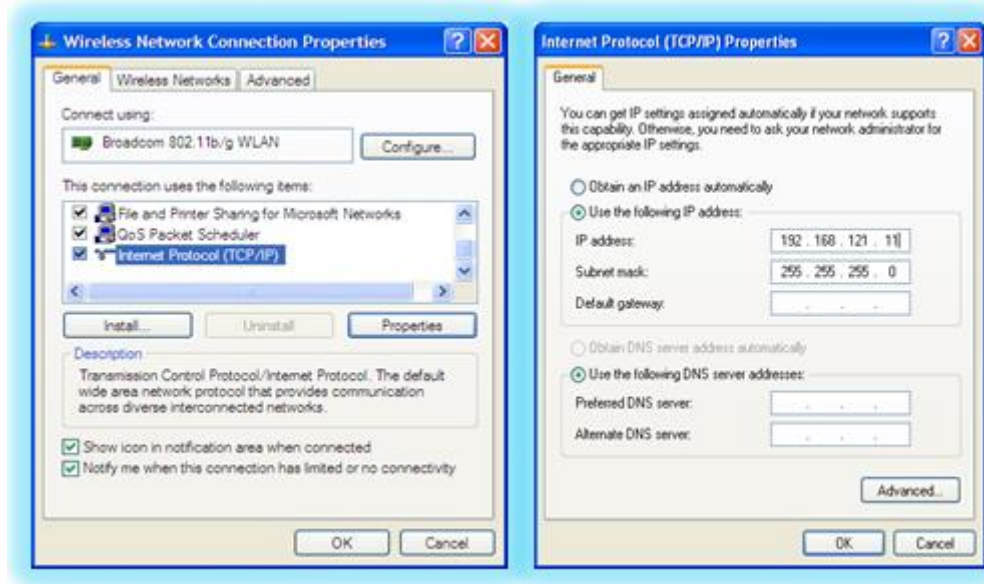 Wireless Network Connection Properties
General Wireless Networks Advanced
Connect using:
Broadcom 802.11b/g WLAN
Configure...
This connection uses the following items:
File and Printer Sharing for Microsoft Networks
QoS Packet Scheduler
Internet Protocol (TCP/IP)
Install... Uninstall Properties
Description
Transmission Control Protocol/Internet Protocol. The default
wide area network protocol that provides communication
across diverse interconnected networks.
Show icon in notification area when connected
Notify me when this connection has limited or no connectivity
OK Cancel
Internet Protocol (TCP/IP) Properties
General
You can get IP settings assigned automatically if your network supports
this capability. Otherwise, you need to ask your network administrator for
the appropriate IP settings.
Obtain an IP address automatically
Use the following IP address:
IP address: 192 . 168 . 121 . 11
Subnet mask: 255 . 255 . 255 . 0
Default gateway: . . .
Obtain DNS server address automatically
Use the following DNS server addresses:
Preferred DNS server: . . .
Alternate DNS server: . . .
Advanced...
OK Cancel